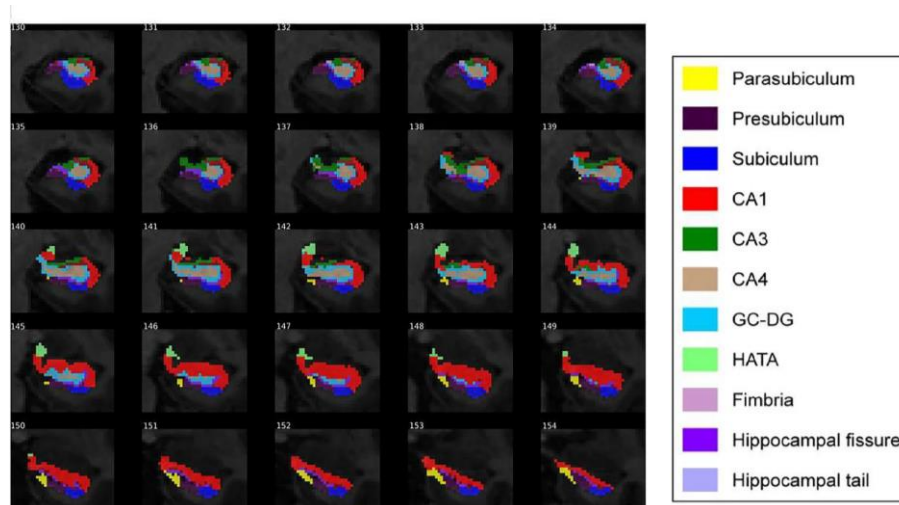 130 131 132 133 134
135 136 137 138 139
140 141 142 143 144
145 146 147 148 149
150 151 152 153 154
Parasubiculum
Presubiculum
Subiculum
CA1
CA3
CA4
GC-DG
HATA
Fimbria
Hippocampal fissure
Hippocampal tail